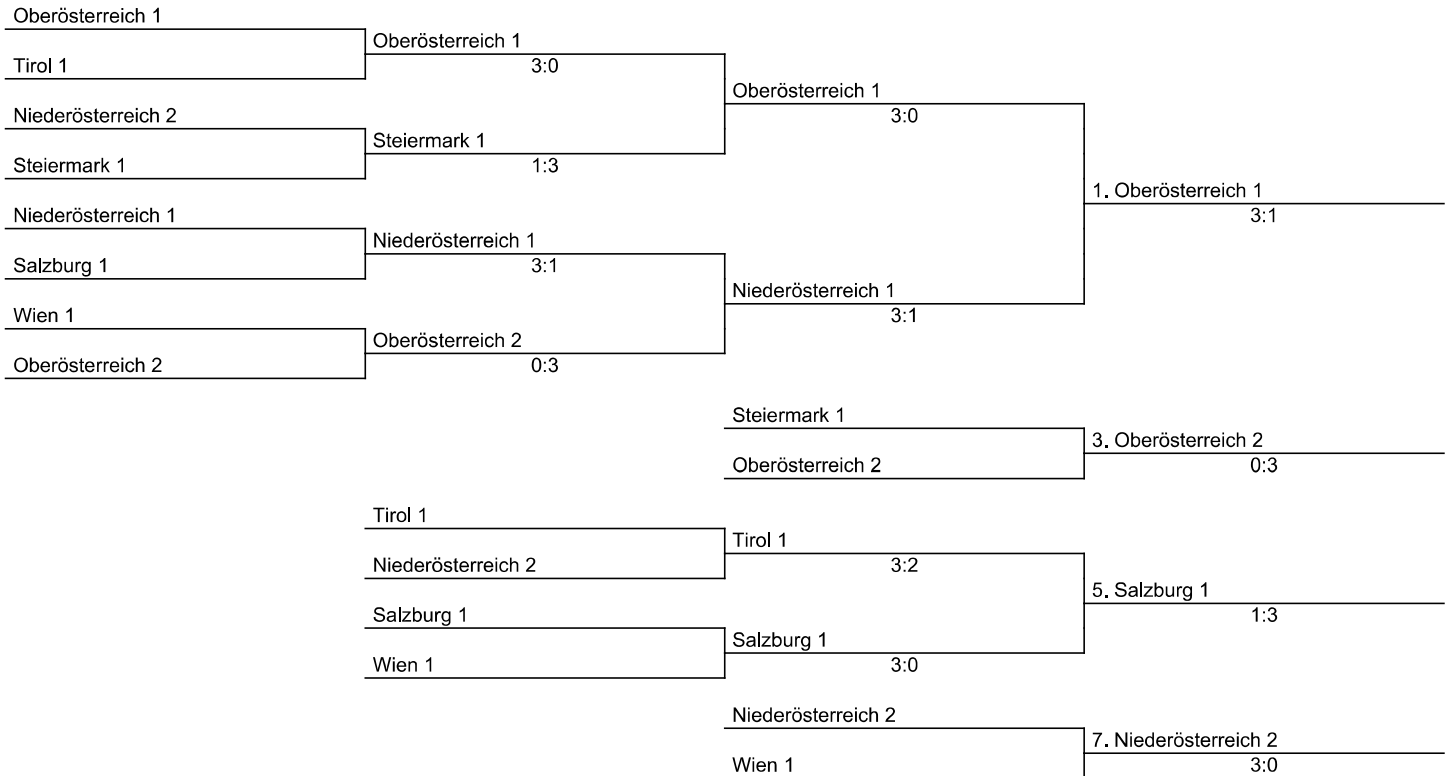 Oberösterreich 1
Oberösterreich 1
Tirol 1
3:0
Oberösterreich 1
Niederösterreich 2
3:0
Steiermark 1
Steiermark 1
1:3
1. Oberösterreich 1
Niederösterreich 1
3:1
Niederösterreich 1
Salzburg 1
3:1
Niederösterreich 1
Wien 1
3:1
Oberösterreich 2
Oberösterreich 2
0:3
Steiermark 1
3. Oberösterreich 2
Oberösterreich 2
0:3
Tirol 1
Tirol 1
Niederösterreich 2
3:2
5. Salzburg 1
Salzburg 1
1:3
Salzburg 1
Wien 1
3:0
Niederösterreich 2
7. Niederösterreich 2
Wien 1
3:0